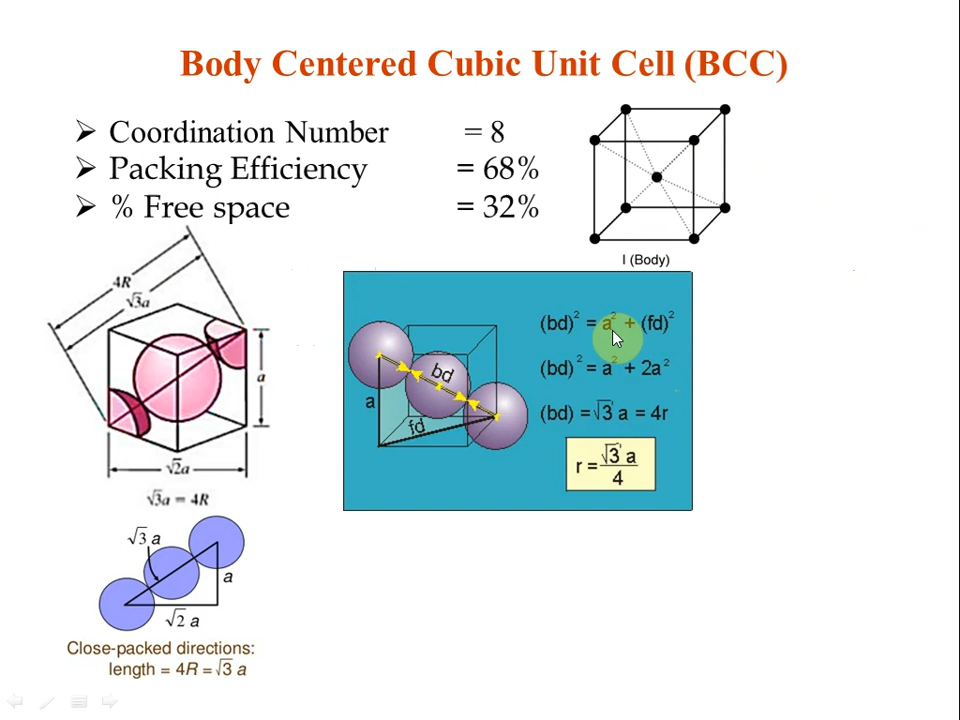 Body Centered Cubic Unit Cell (BCC)
➢ Coordination Number = 8
➢ Packing Efficiency = 68%
➢ % Free space = 32%
I (Body)
4R
√3a
a
√2a
√3a = 4R
bd
a
fd
(bd)² = a² + (fd)²
(bd)² = a² + 2a²
(bd) = √3 a = 4r
r = √3 a / 4
√3 a
a
√2 a
Close-packed directions:
length = 4R = √3 a